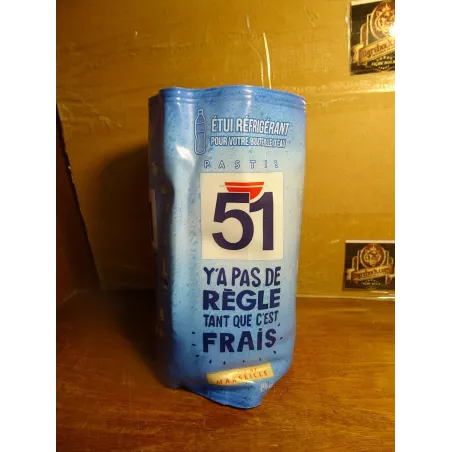 ÉTUI RÉFRIGÉRANT
POUR VOTRE BOUTEILLE D'EAU
PASTIS
51
Y'A PAS DE
RÈGLE
TANT QUE C'EST
FRAIS
MARSEILLE